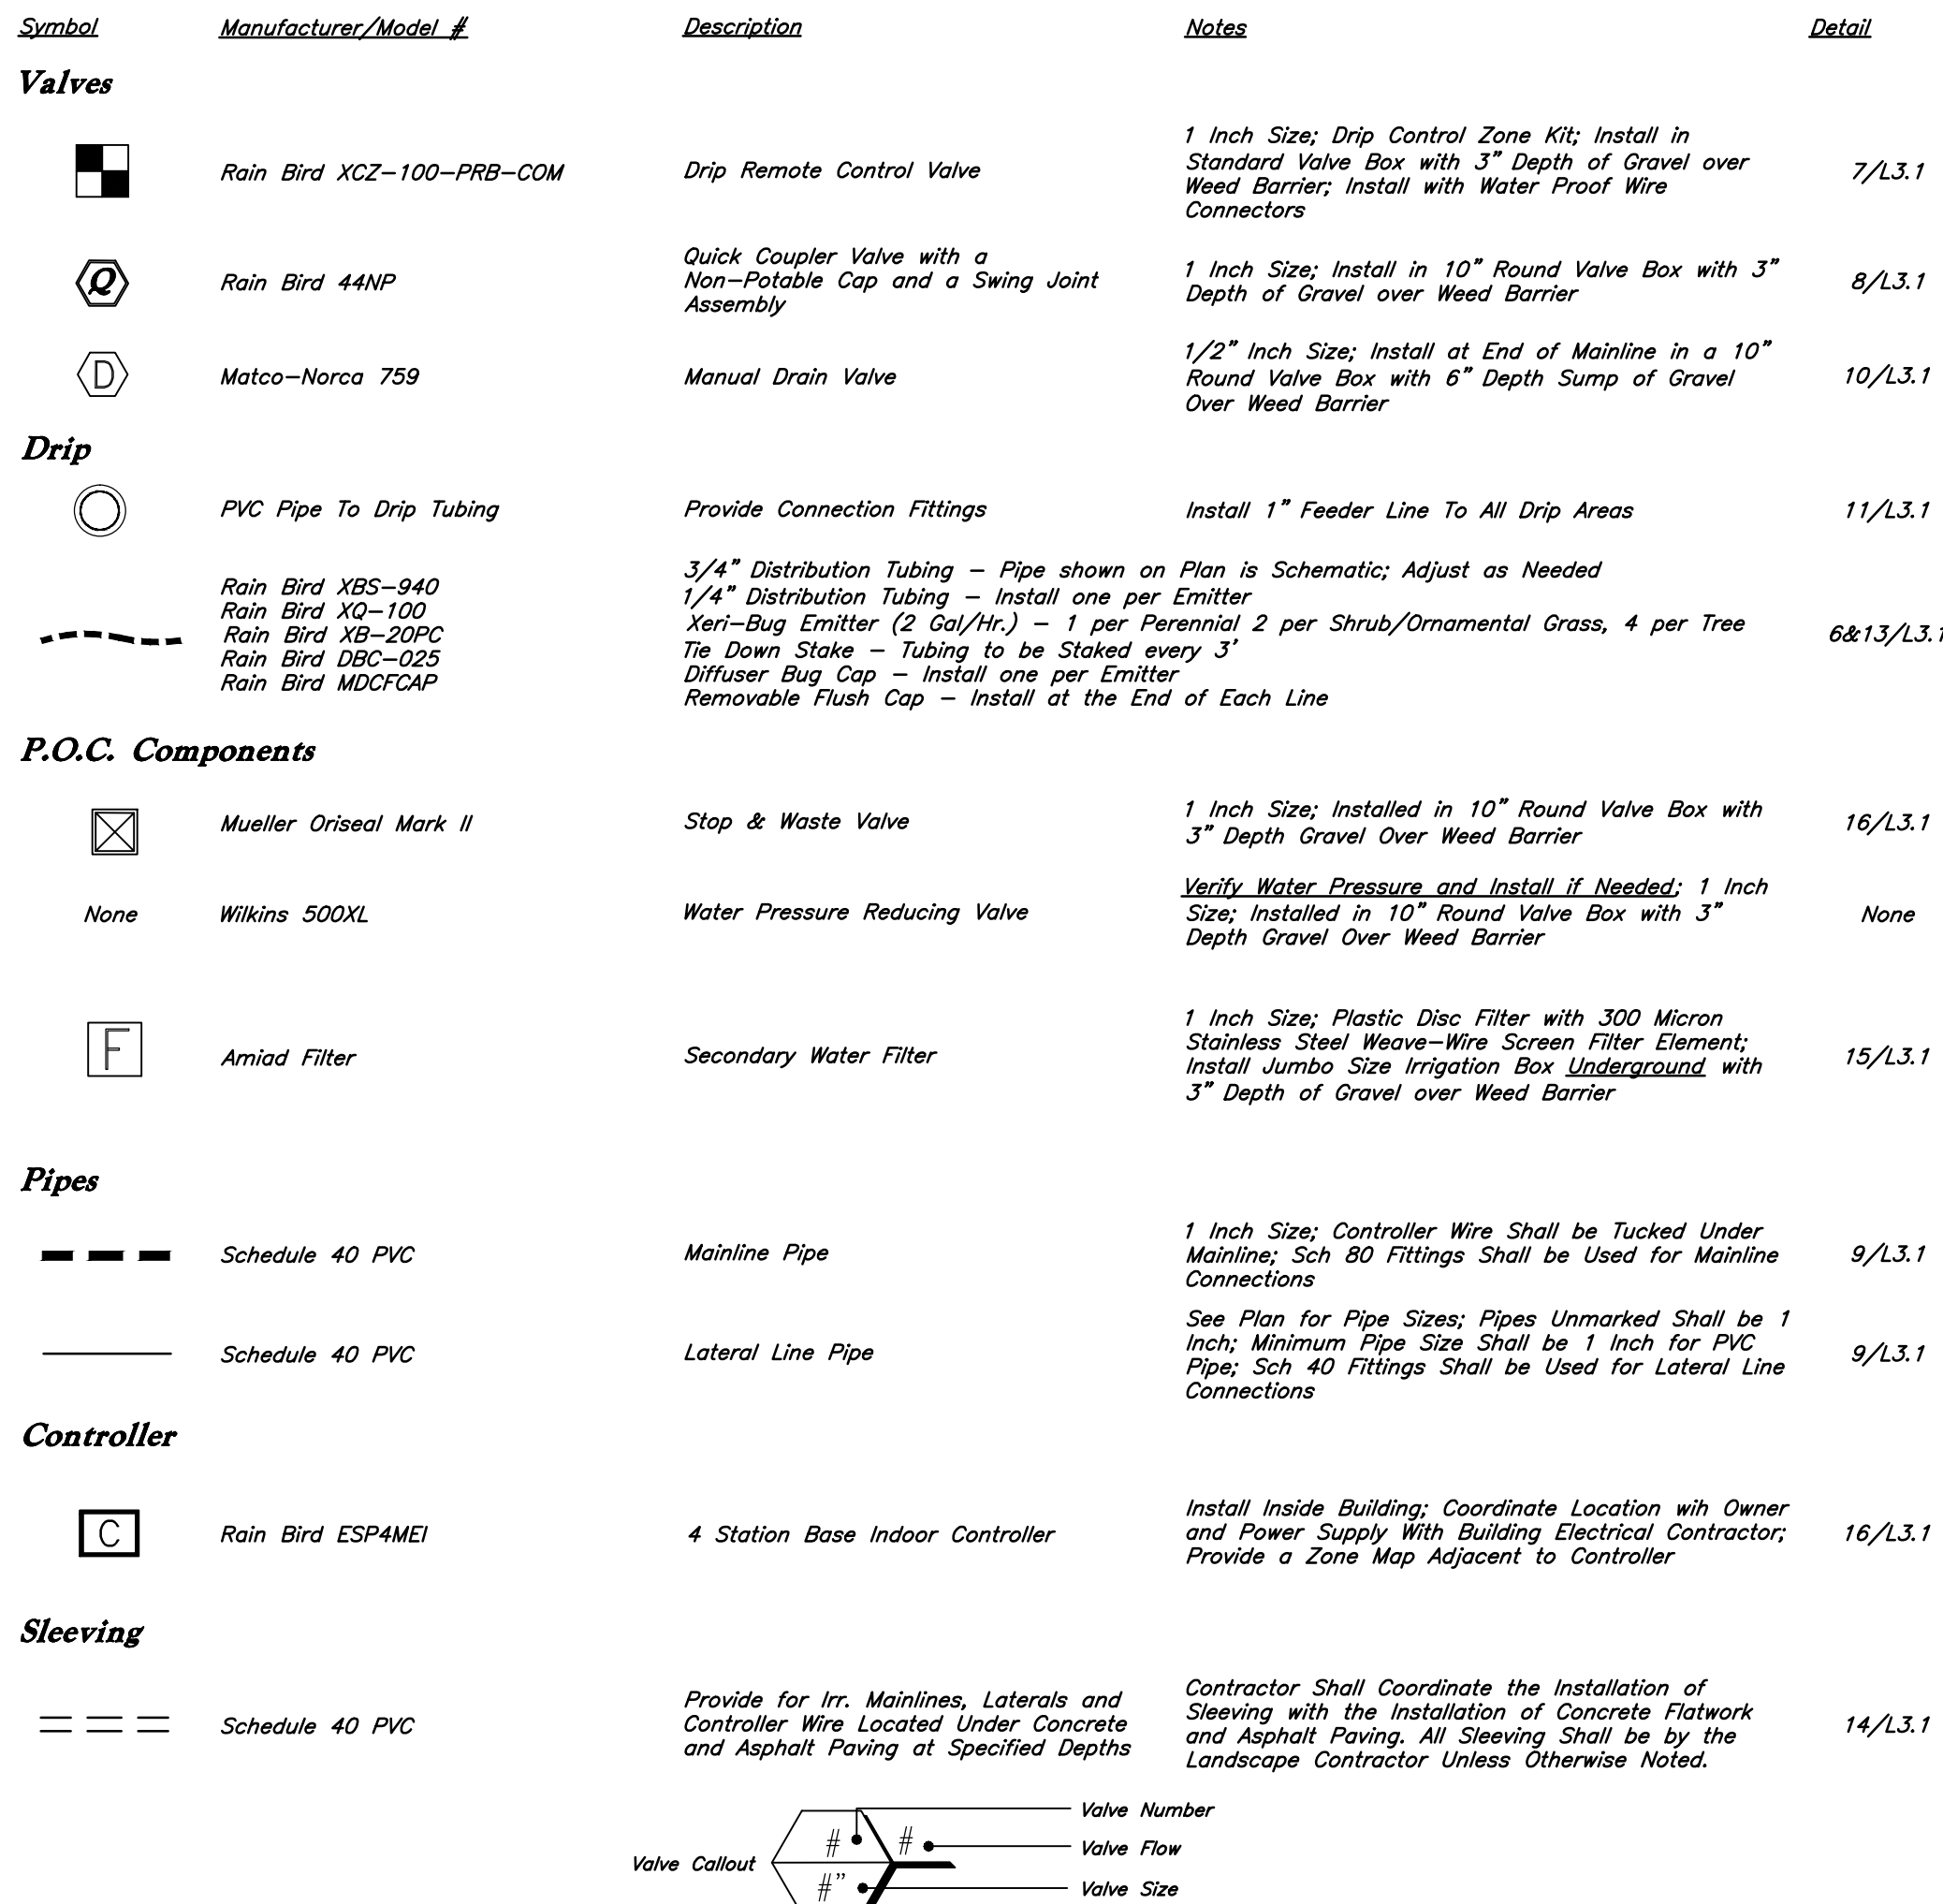 Symbol Manufacturer/Model # Description Notes Detail
Valves
Rain Bird XCZ-100-PRB-COM
Drip Remote Control Valve
1 Inch Size; Drip Control Zone Kit; Install in
Standard Valve Box with 3" Depth of Gravel over
Weed Barrier; Install with Water Proof Wire
Connectors
7/L3.1
Q
Rain Bird 44NP
Quick Coupler Valve with a
Non-Potable Cap and a Swing Joint
Assembly
1 Inch Size; Install in 10" Round Valve Box with 3"
Depth of Gravel over Weed Barrier
8/L3.1
D
Matco-Norca 759
Manual Drain Valve
1/2" Inch Size; Install at End of Mainline in a 10"
Round Valve Box with 6" Depth Sump of Gravel
Over Weed Barrier
10/L3.1
Drip
PVC Pipe To Drip Tubing
Provide Connection Fittings
Install 1" Feeder Line To All Drip Areas
11/L3.1
Rain Bird XBS-940
Rain Bird XQ-100
Rain Bird XB-20PC
Rain Bird DBC-025
Rain Bird MDCFCAP
3/4" Distribution Tubing - Pipe shown on Plan is Schematic; Adjust as Needed
1/4" Distribution Tubing - Install one per Emitter
Xeri-Bug Emitter (2 Gal/Hr.) - 1 per Perennial 2 per Shrub/Ornamental Grass, 4 per Tree
Tie Down Stake - Tubing to be Staked every 3'
Diffuser Bug Cap - Install one per Emitter
Removable Flush Cap - Install at the End of Each Line
6&13/L3.1
P.O.C. Components
Mueller Oriseal Mark II
Stop & Waste Valve
1 Inch Size; Installed in 10" Round Valve Box with
3" Depth Gravel Over Weed Barrier
16/L3.1
None
Wilkins 500XL
Water Pressure Reducing Valve
Verify Water Pressure and Install if Needed; 1 Inch
Size; Installed in 10" Round Valve Box with 3"
Depth Gravel Over Weed Barrier
None
F
Amiad Filter
Secondary Water Filter
1 Inch Size; Plastic Disc Filter with 300 Micron
Stainless Steel Weave-Wire Screen Filter Element;
Install Jumbo Size Irrigation Box Underground with
3" Depth of Gravel over Weed Barrier
15/L3.1
Pipes
Schedule 40 PVC
Mainline Pipe
1 Inch Size; Controller Wire Shall be Tucked Under
Mainline; Sch 80 Fittings Shall be Used for Mainline
Connections
9/L3.1
Schedule 40 PVC
Lateral Line Pipe
See Plan for Pipe Sizes; Pipes Unmarked Shall be 1
Inch; Minimum Pipe Size Shall be 1 Inch for PVC
Pipe; Sch 40 Fittings Shall be Used for Lateral Line
Connections
9/L3.1
Controller
C
Rain Bird ESP4MEI
4 Station Base Indoor Controller
Install Inside Building; Coordinate Location wih Owner
and Power Supply With Building Electrical Contractor;
Provide a Zone Map Adjacent to Controller
16/L3.1
Sleeving
Schedule 40 PVC
Provide for Irr. Mainlines, Laterals and
Controller Wire Located Under Concrete
and Asphalt Paving at Specified Depths
Contractor Shall Coordinate the Installation of
Sleeving with the Installation of Concrete Flatwork
and Asphalt Paving. All Sleeving Shall be by the
Landscape Contractor Unless Otherwise Noted.
14/L3.1
Valve Callout
#
#
#"
Valve Number
Valve Flow
Valve Size